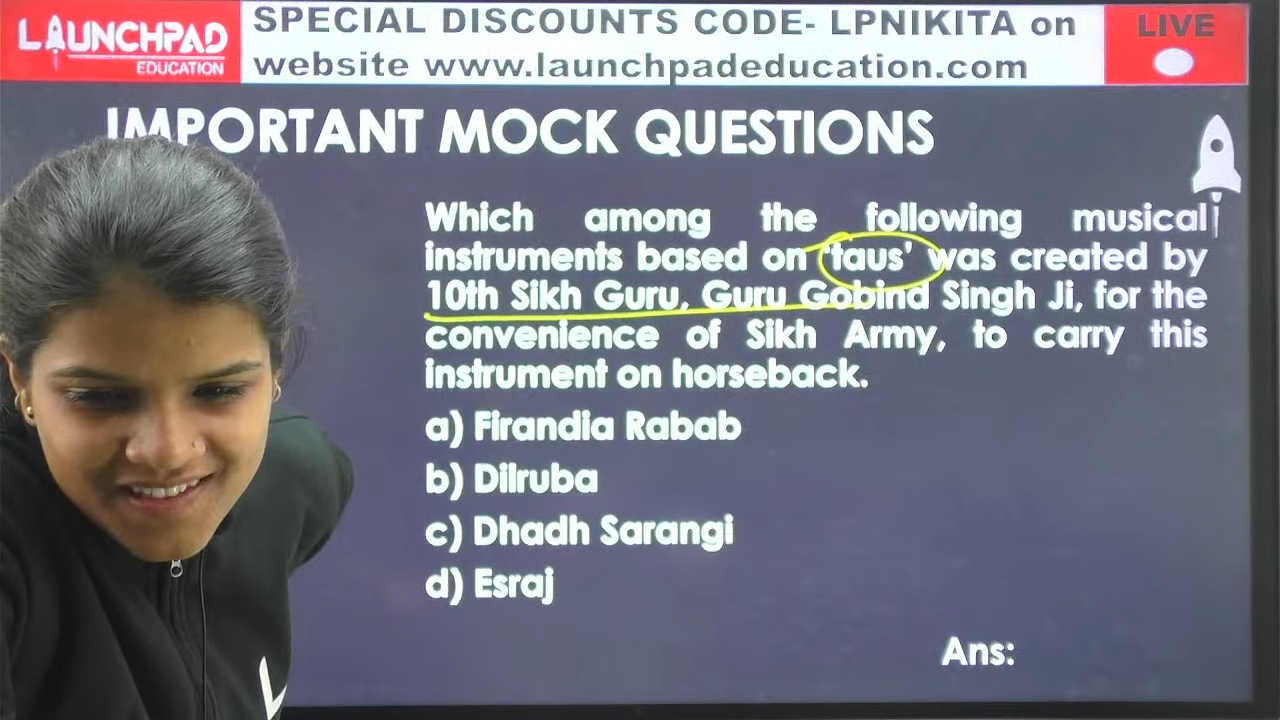 LAUNCHPAD
EDUCATION
SPECIAL DISCOUNTS CODE- LPNIKITA on
website www.launchpadeducation.com
LIVE
IMPORTANT MOCK QUESTIONS
Which among the following musical
instruments based on 'taus' was created by
10th Sikh Guru, Guru Gobind Singh Ji, for the
convenience of Sikh Army, to carry this
instrument on horseback.
a) Firandia Rabab
b) Dilruba
c) Dhadh Sarangi
d) Esraj
Ans: